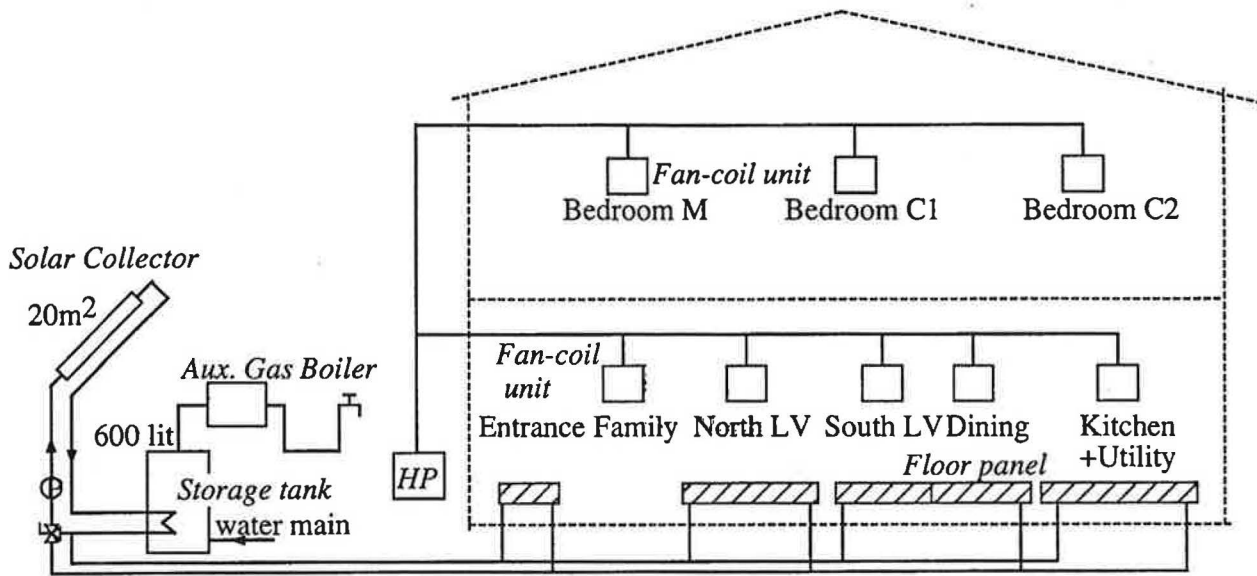 Fan-coil unit
Bedroom M
Bedroom C1
Bedroom C2
Solar Collector
20m²
Aux. Gas Boiler
600 lit
Storage tank
water main
HP
Fan-coil
unit
Entrance Family
North LV
South LV Dining
Kitchen
+Utility
Floor panel